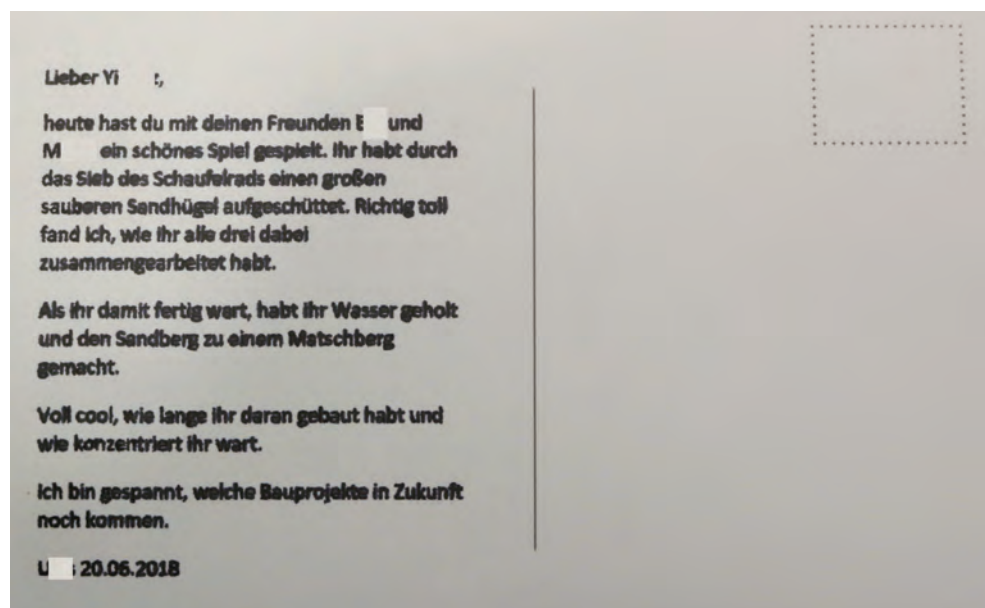 Lieber Yi
heute hast du mit deinen Freunden und
ein schönes Spiel gespielt. Ihr habt durch
das Sieb des Schaufelrads einen großen
sauberen Sandhügel aufgeschüttet. Richtig toll
fand ich, wie ihr alle drei dabei
zusammengearbeitet habt.
Als ihr damit fertig wart, habt ihr Wasser geholt
und den Sandberg zu einem Matschberg
gemacht.
Voll cool, wie lange ihr daran gebaut habt und
wie konzentriert ihr wart.
Ich bin gespannt, welche Bauprojekte in Zukunft
noch kommen.
20.06.2018